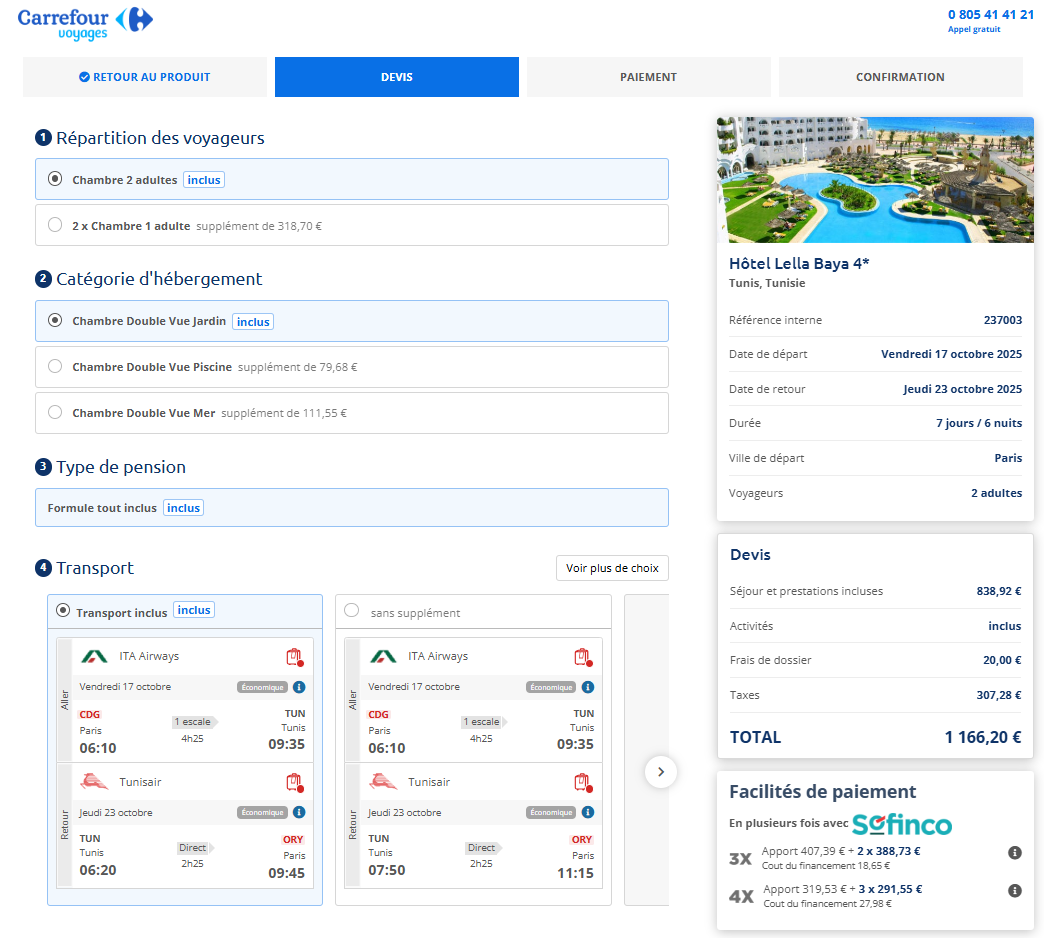 Carrefour
voyages
0 805 41 41 21
Appel gratuit
RETOUR AU PRODUIT
DEVIS
PAIEMENT
CONFIRMATION
1 Répartition des voyageurs
Chambre 2 adultes inclus
2 x Chambre 1 adulte supplément de 318,70 €
2 Catégorie d'hébergement
Chambre Double Vue Jardin inclus
Chambre Double Vue Piscine supplément de 79,68 €
Chambre Double Vue Mer supplément de 111,55 €
3 Type de pension
Formule tout inclus inclus
4 Transport
Voir plus de choix
Transport inclus inclus
Aller
ITA Airways
Vendredi 17 octobre Économique i
CDG 1 escale TUN
Paris 4h25 Tunis
06:10 09:35
Retour
Tunisair
Jeudi 23 octobre Économique i
TUN Direct ORY
Tunis 2h25 Paris
06:20 09:45
sans supplément
Aller
ITA Airways
Vendredi 17 octobre Économique i
CDG 1 escale TUN
Paris 4h25 Tunis
06:10 09:35
Retour
Tunisair
Jeudi 23 octobre Économique i
TUN Direct ORY
Tunis 2h25 Paris
07:50 11:15
Hôtel Lella Baya 4*
Tunis, Tunisie
Référence interne 237003
Date de départ Vendredi 17 octobre 2025
Date de retour Jeudi 23 octobre 2025
Durée 7 jours / 6 nuits
Ville de départ Paris
Voyageurs 2 adultes
Devis
Séjour et prestations incluses 838,92 €
Activités inclus
Frais de dossier 20,00 €
Taxes 307,28 €
TOTAL 1 166,20 €
Facilités de paiement
En plusieurs fois avec Sofinco
3X Apport 407,39 € + 2 x 388,73 € i
Cout du financement 18,65 €
4X Apport 319,53 € + 3 x 291,55 € i
Cout du financement 27,98 €